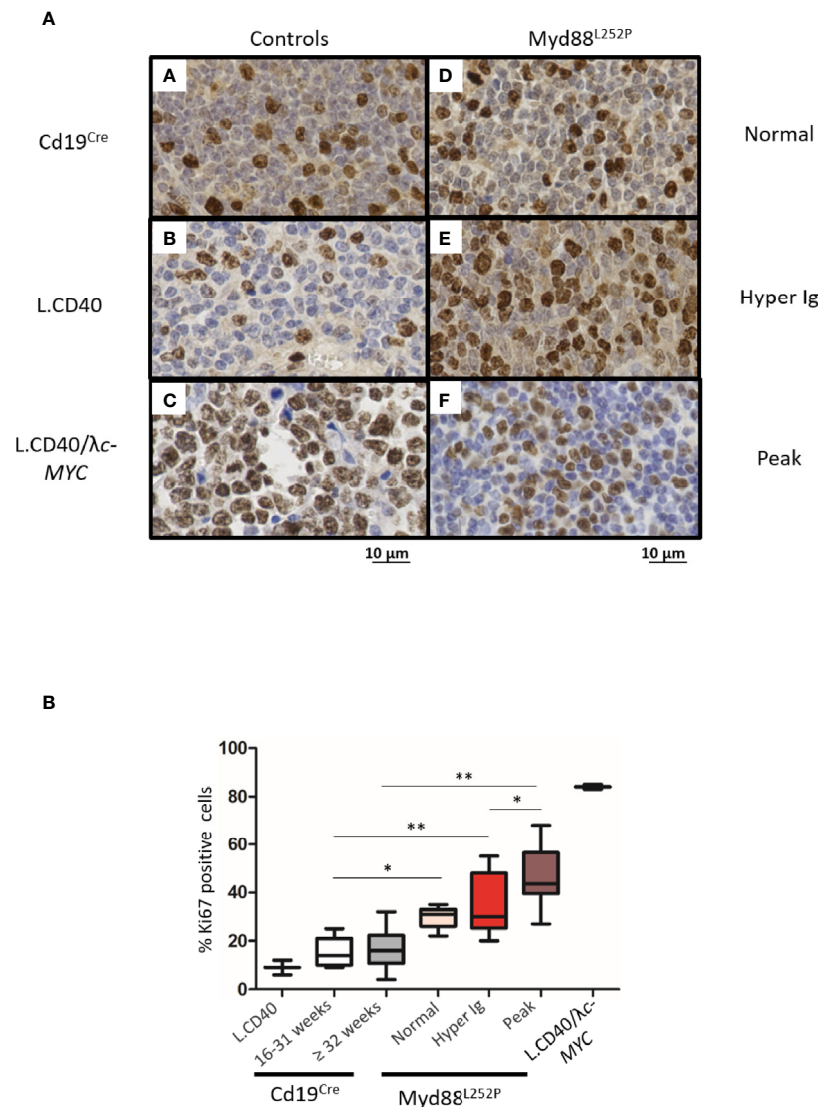 A
Controls
Myd88L252P
Cd19Cre
A
D
Normal
L.CD40
B
E
Hyper Ig
L.CD40/λc-
MYC
C
F
Peak
10 µm
10 µm
B
% Ki67 positive cells
100
80
60
40
20
0
**
*
**
*
L.CD40
16-31 weeks
≥ 32 weeks
Normal
Hyper Ig
Peak
L.CD40/λc-
MYC
Cd19Cre
Myd88L252P